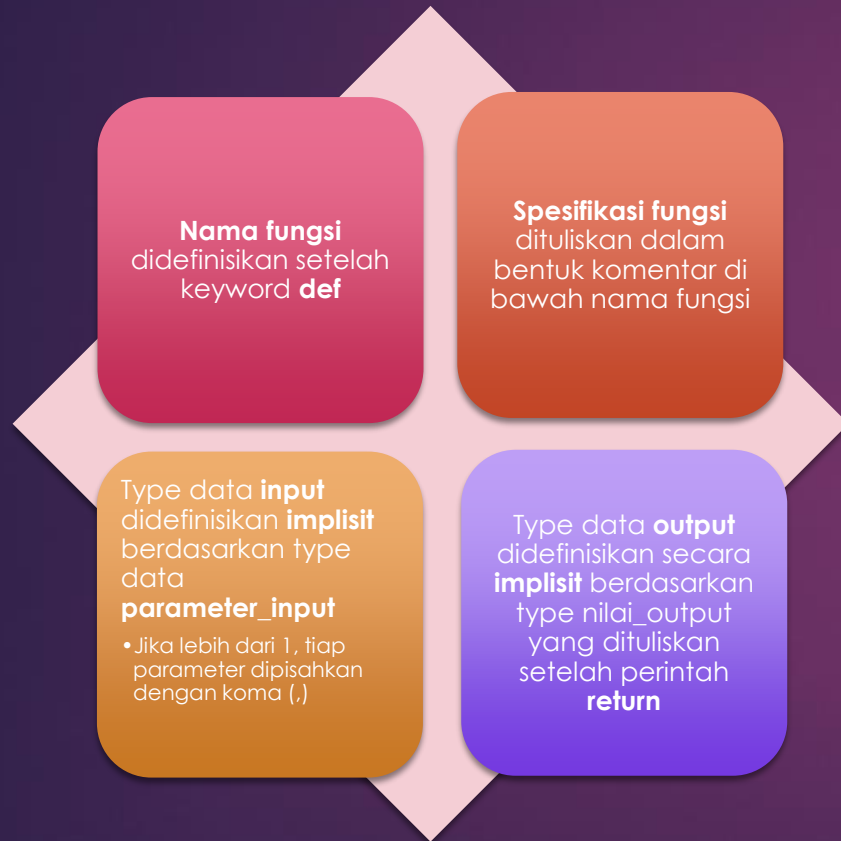 Nama fungsi
didefinisikan setelah
keyword def
Spesifikasi fungsi
dituliskan dalam
bentuk komentar di
bawah nama fungsi
Type data input
didefinisikan implisit
berdasarkan type
data
parameter_input
•Jika lebih dari 1, tiap
parameter dipisahkan
dengan koma (,)
Type data output
didefinisikan secara
implisit berdasarkan
type nilai_output
yang dituliskan
setelah perintah
return